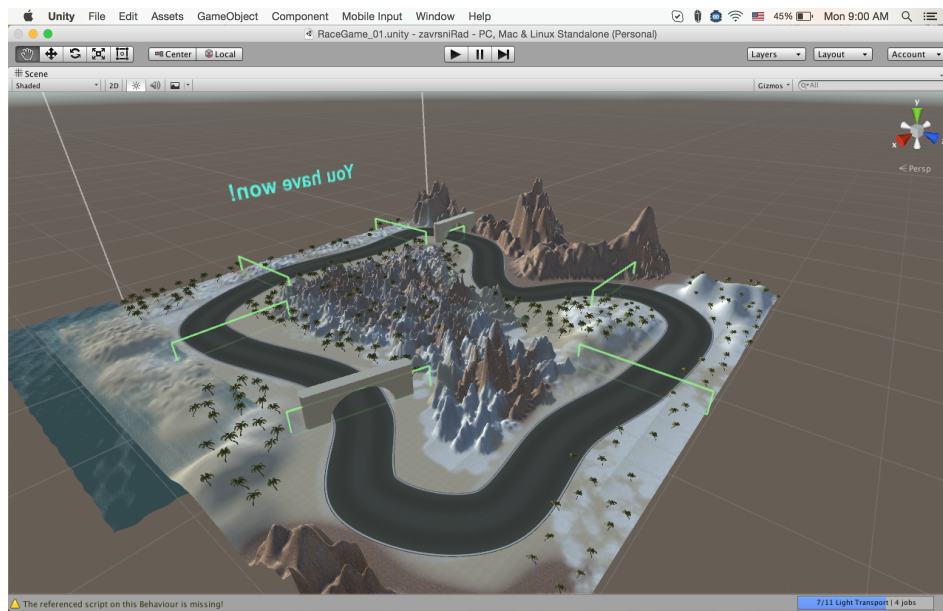 Unity File Edit Assets GameObject Component Mobile Input Window Help 45% Mon 9:00 AM
RaceGame_01.unity - zavrsniRad - PC, Mac & Linux Standalone (Personal)
Center Local Layers Layout Account
Scene
Shaded 2D Gizmos All
y
x
Persp
You have won!
The referenced script on this Behaviour is missing! 7/11 Light Transport | 4 jobs